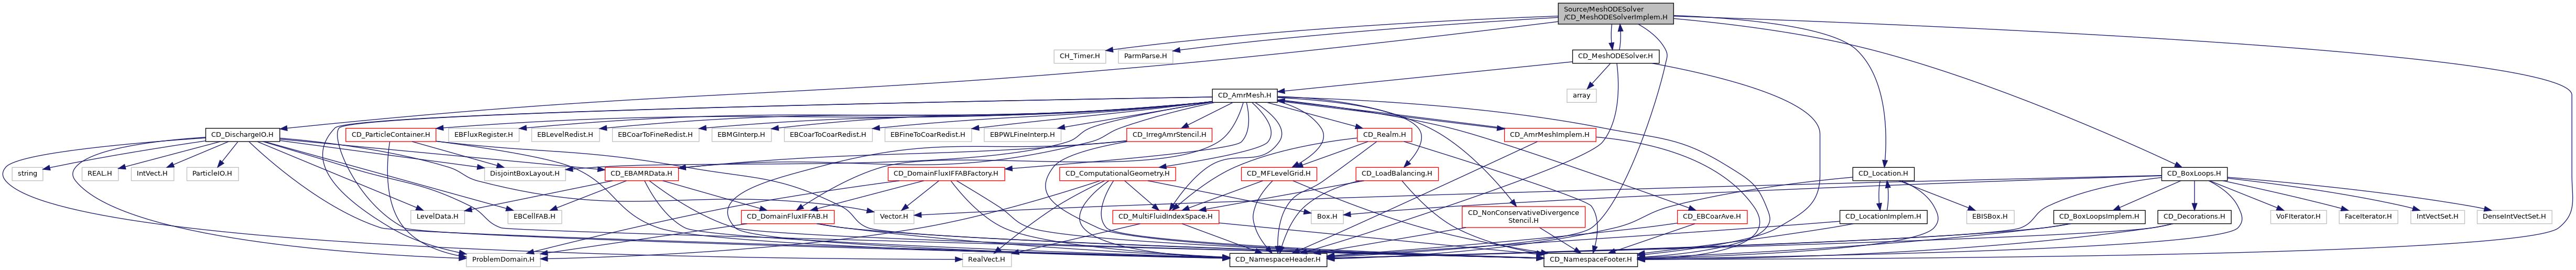 Source/MeshODESolver
/CD_MeshODESolverImplem.H
CH_Timer.H
ParmParse.H
CD_MeshODESolver.H
CD_AmrMesh.H
array
CD_DischargeIO.H
CD_ParticleContainer.H
EBFluxRegister.H
EBLevelRedist.H
EBCoarToFineRedist.H
EBMGInterp.H
EBCoarToCoarRedist.H
EBFineToCoarRedist.H
EBPWLFineInterp.H
CD_IrregAmrStencil.H
CD_Realm.H
CD_AmrMeshImplem.H
string
REAL.H
IntVect.H
ParticleIO.H
DisjointBoxLayout.H
CD_EBAMRData.H
CD_DomainFluxIFFABFactory.H
CD_ComputationalGeometry.H
CD_MFLevelGrid.H
CD_LoadBalancing.H
CD_Location.H
CD_BoxLoops.H
LevelData.H
EBCellFAB.H
CD_DomainFluxIFFAB.H
Vector.H
CD_MultiFluidIndexSpace.H
Box.H
CD_NonConservativeDivergence
Stencil.H
CD_EBCoarAve.H
CD_LocationImplem.H
EBISBox.H
CD_BoxLoopsImplem.H
CD_Decorations.H
VoFIterator.H
FaceIterator.H
IntVectSet.H
DenseIntVectSet.H
ProblemDomain.H
RealVect.H
CD_NamespaceHeader.H
CD_NamespaceFooter.H